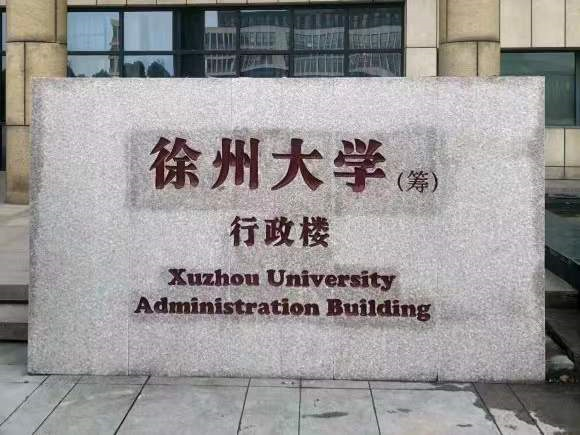 徐州大学(筹)
行政楼
Xuzhou University
Administration Building